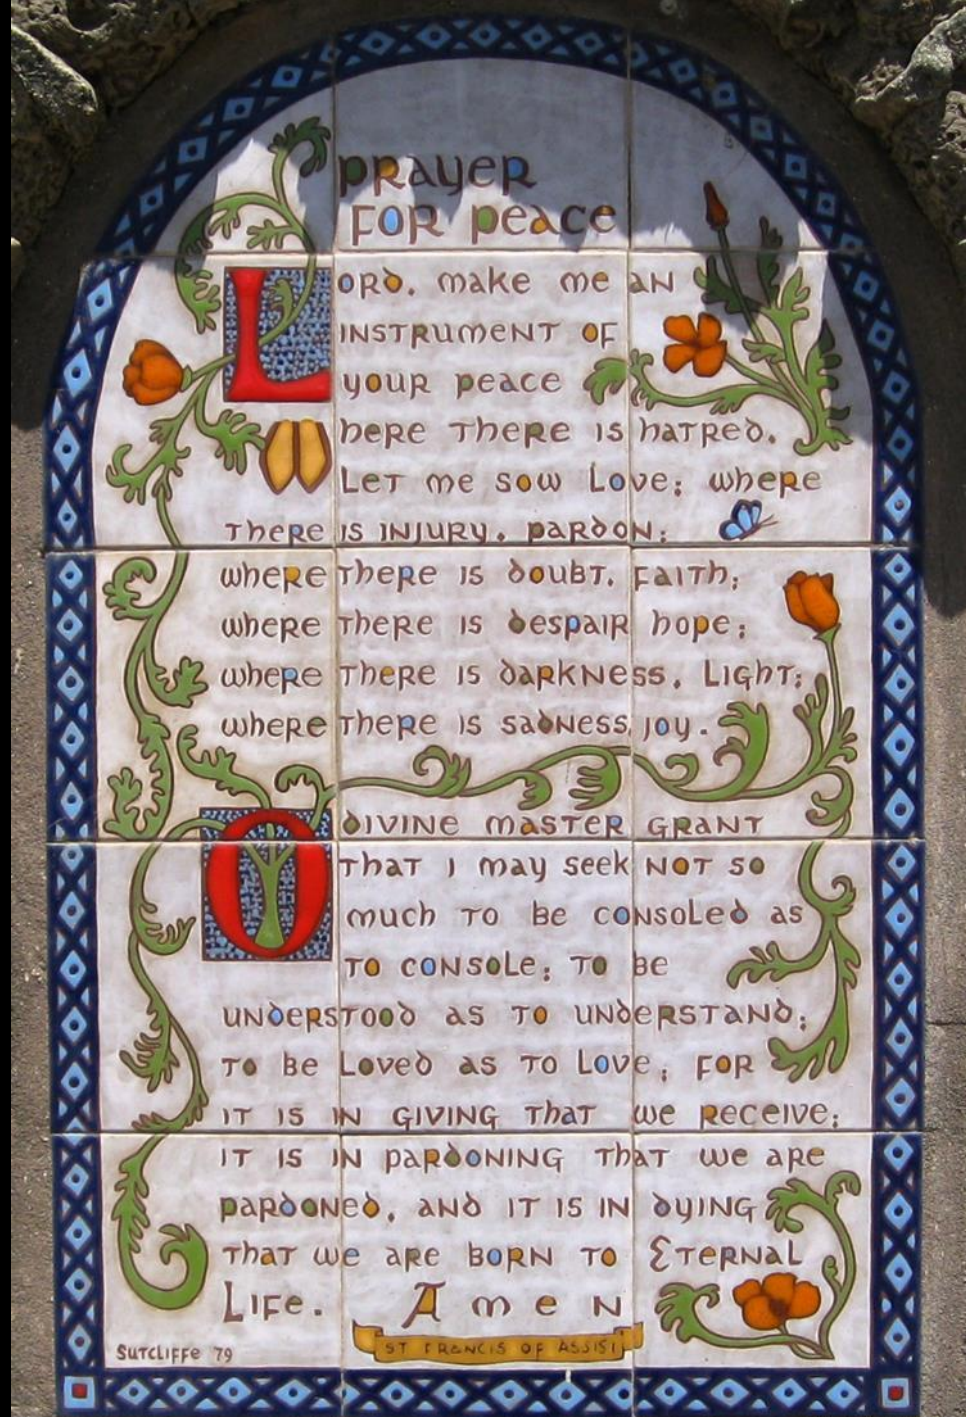 PRAYER
FOR PEACE
LORD. MAKE ME AN
INSTRUMENT OF
YOUR PEACE
WHERE THERE IS HATRED.
LET ME SOW LOVE; WHERE
THERE IS INJURY. PARDON;
WHERE THERE IS DOUBT. FAITH;
WHERE THERE IS DESPAIR HOPE;
WHERE THERE IS DARKNESS. LIGHT;
WHERE THERE IS SADNESS, JOY.
O DIVINE MASTER GRANT
THAT I MAY SEEK NOT SO
MUCH TO BE CONSOLED AS
TO CONSOLE; TO BE
UNDERSTOOD AS TO UNDERSTAND;
TO BE LOVED AS TO LOVE; FOR
IT IS IN GIVING THAT WE RECEIVE;
IT IS IN PARDONING THAT WE ARE
PARDONED, AND IT IS IN DYING
THAT WE ARE BORN TO ETERNAL
LIFE. AMEN
ST FRANCIS OF ASSISI
SUTCLIFFE 79